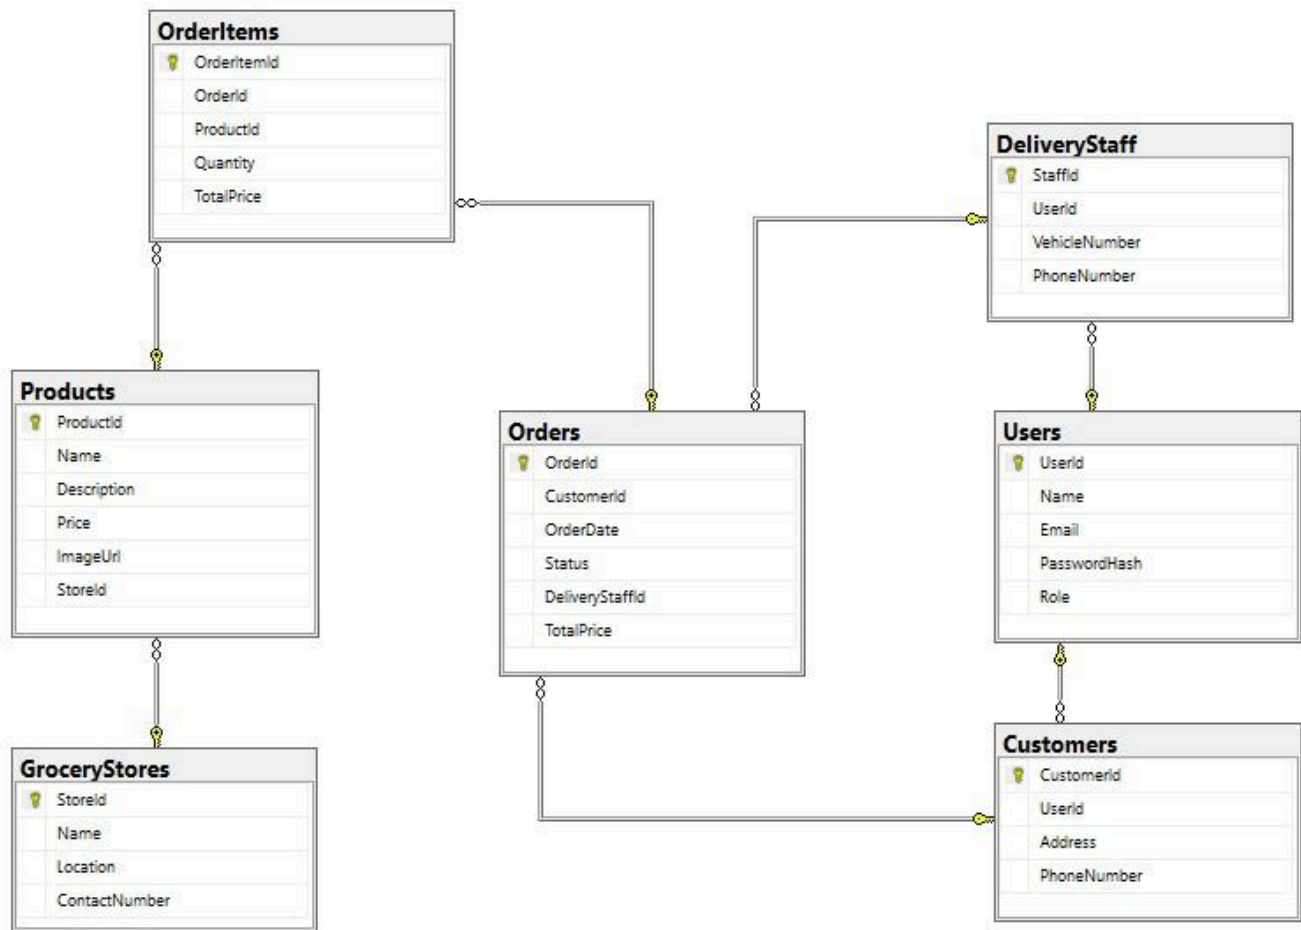 OrderItems
OrderItemId
OrderId
ProductId
Quantity
TotalPrice
DeliveryStaff
StaffId
UserId
VehicleNumber
PhoneNumber
Products
ProductId
Name
Description
Price
ImageUrl
StoreId
Orders
OrderId
CustomerId
OrderDate
Status
DeliveryStaffId
TotalPrice
Users
UserId
Name
Email
PasswordHash
Role
GroceryStores
StoreId
Name
Location
ContactNumber
Customers
CustomerId
UserId
Address
PhoneNumber